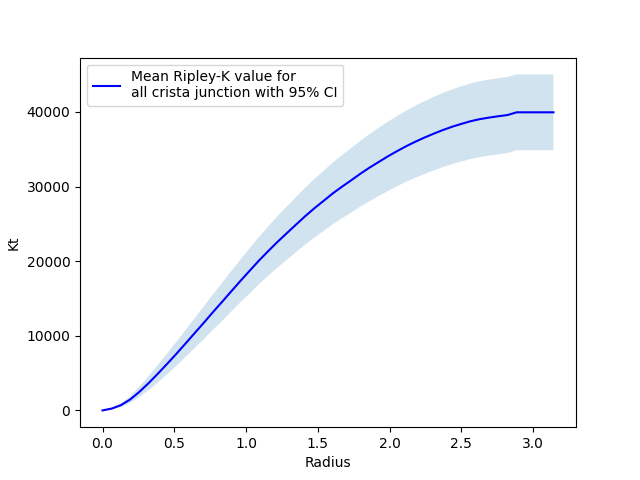 Mean Ripley-K value for
all crista junction with 95% CI
Kt
40000
30000
20000
10000
0
0.0 0.5 1.0 1.5 2.0 2.5 3.0
Radius